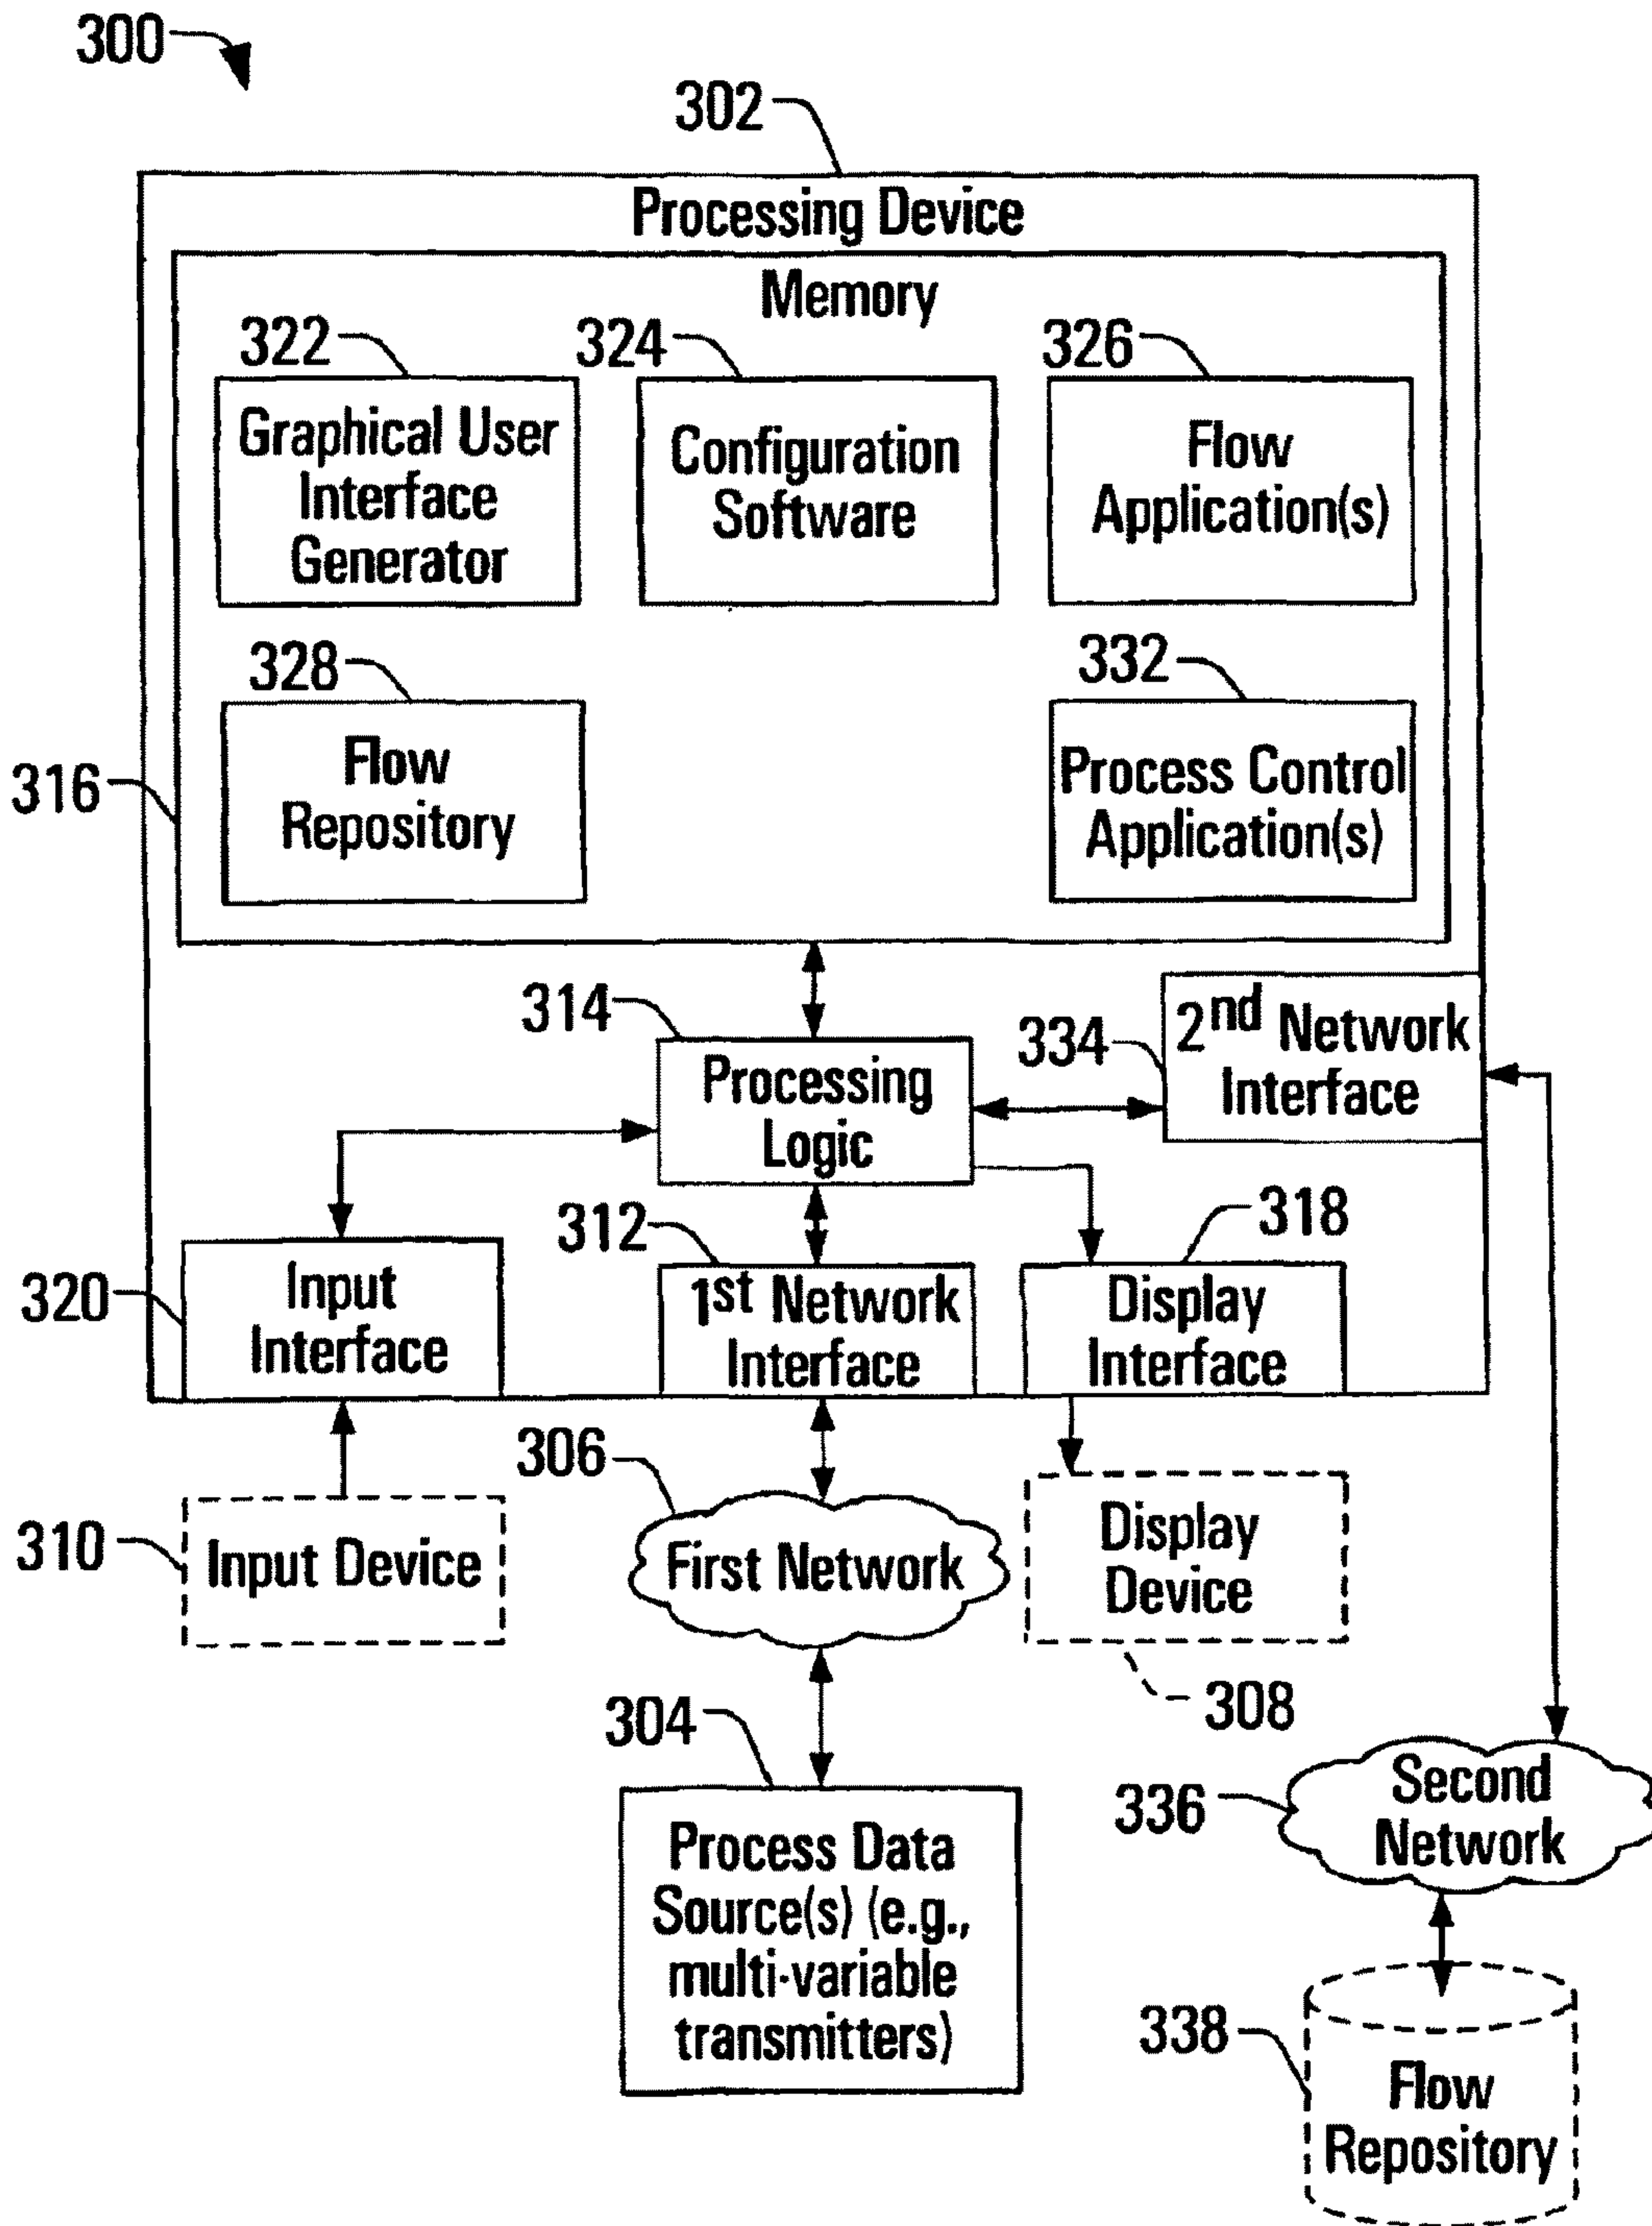 300
302
Processing Device
Memory
322
324
326
Graphical User
Interface
Generator
Configuration
Software
Flow
Application(s)
328
332
Flow
Repository
Process Control
Application(s)
316
314
334
Processing
Logic
2nd Network
Interface
312
318
320
Input
Interface
1st Network
Interface
Display
Interface
306
310
Input Device
First Network
Display
Device
308
304
Process Data
Source(s) (e.g.,
multi-variable
transmitters)
336
Second
Network
338
Flow
Repository